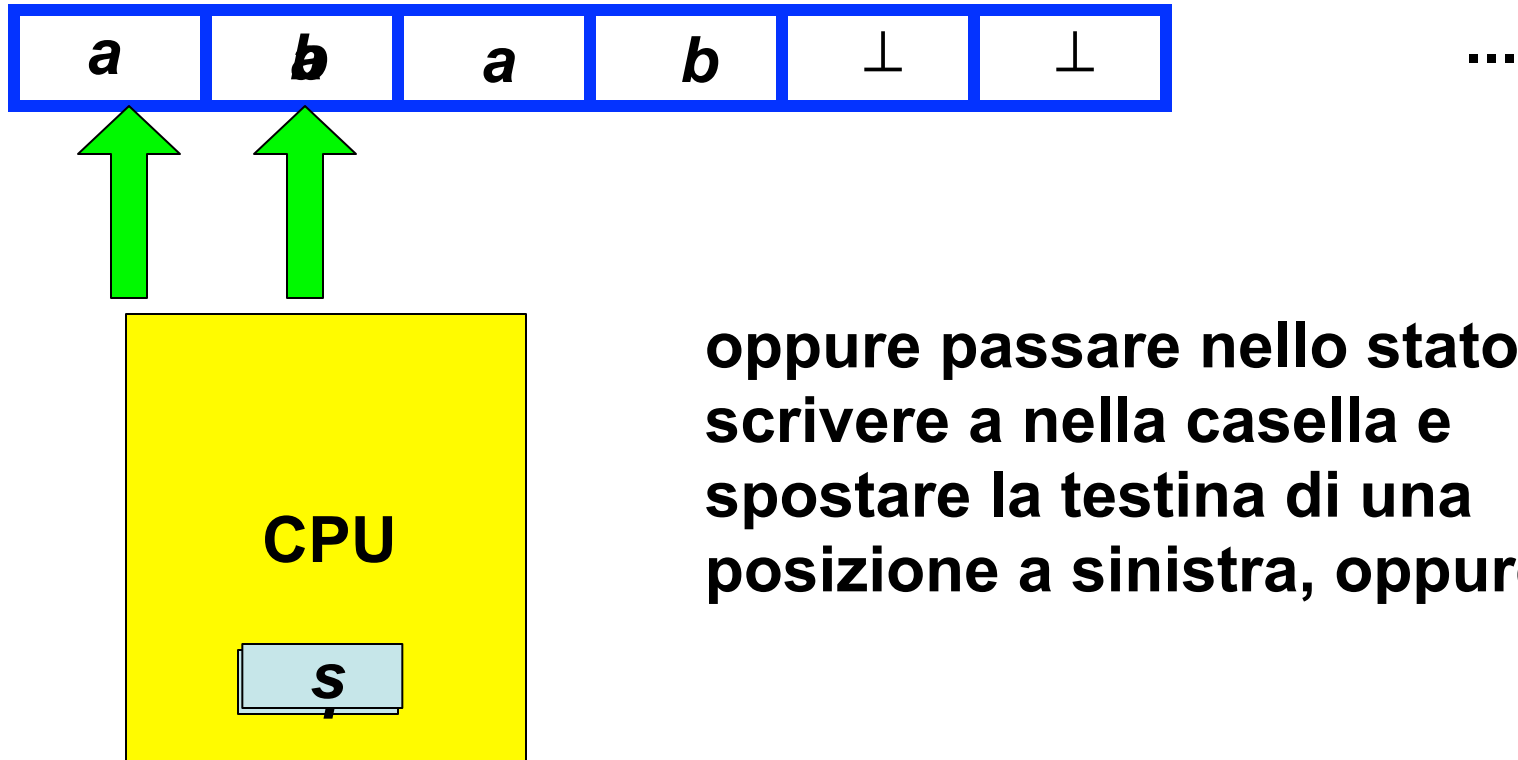 a a b ⊥ ⊥ ...
oppure passare nello stato
scrivere a nella casella e
spostare la testina di una
posizione a sinistra, oppure
CPU
s